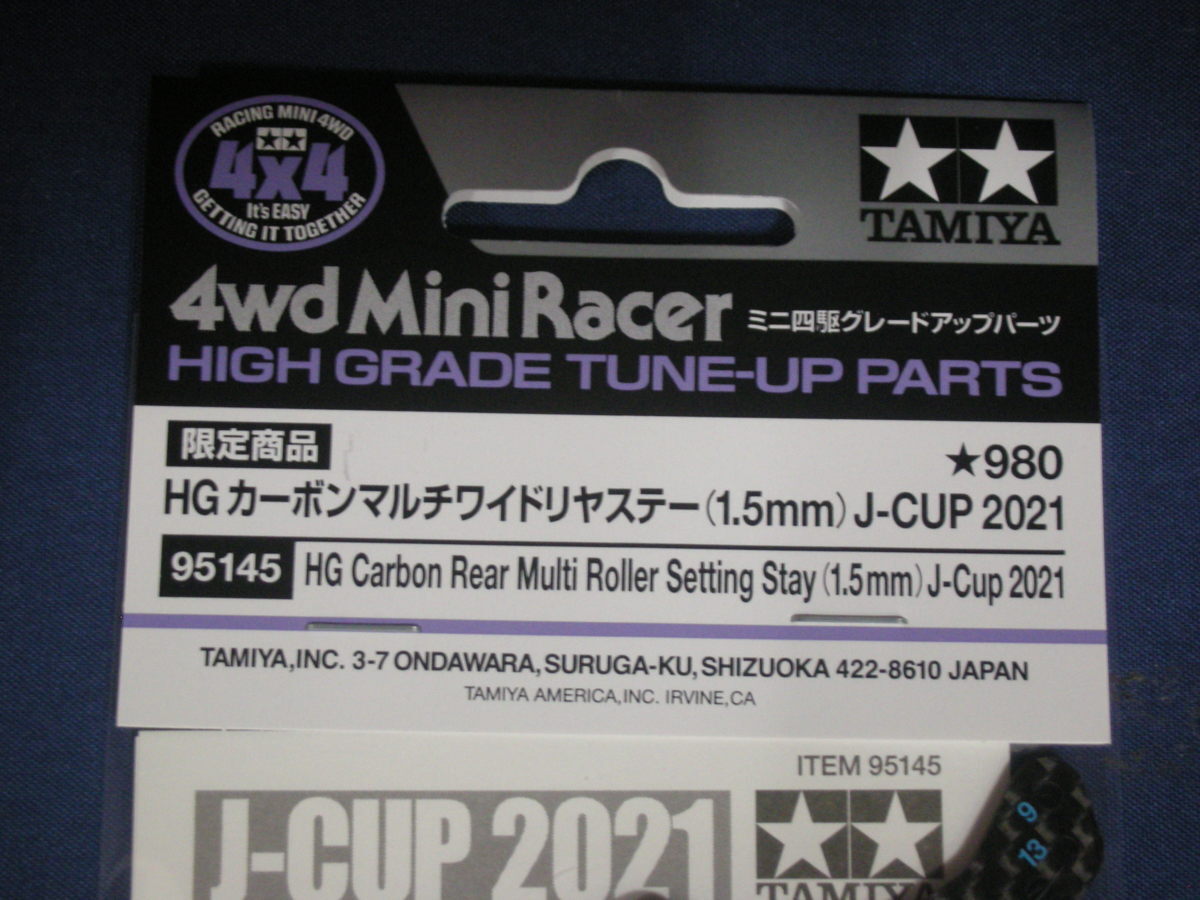 RACING MINI 4WD
4x4
It's EASY
GETTING IT TOGETHER
TAMIYA
4wd Mini Racer ミニ四駆グレードアップパーツ
HIGH GRADE TUNE-UP PARTS
限定商品
★980
HG カーボンマルチワイドリヤステー(1.5mm) J-CUP 2021
95145 HG Carbon Rear Multi Roller Setting Stay (1.5mm) J-Cup 2021
TAMIYA,INC. 3-7 ONDAWARA, SURUGA-KU, SHIZUOKA 422-8610 JAPAN
TAMIYA AMERICA,INC. IRVINE,CA
ITEM 95145
J-CUP 2021
TAMIYA
9
13